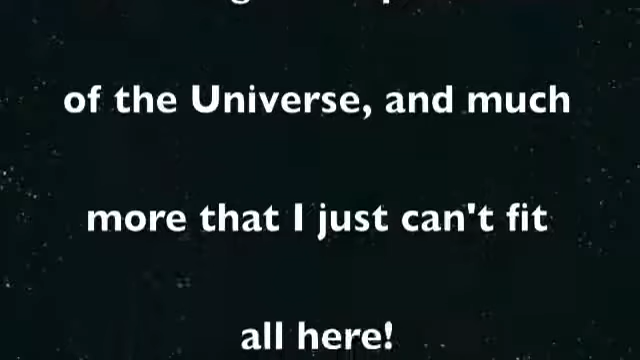 of the Universe, and much
more that I just can't fit
all here!